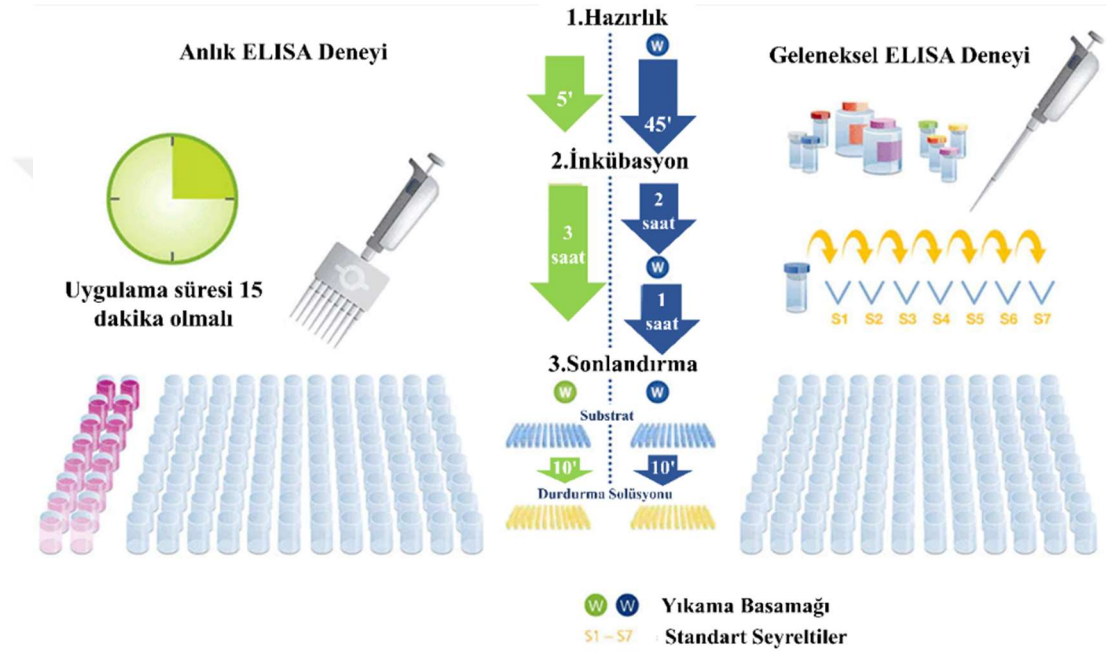 Anlık ELISA Deneyi
Uygulama süresi 15
dakika olmalı
1.Hazırlık
W
5'
45'
2.İnkübasyon
3
saat
2
saat
W
1
saat
3.Sonlandırma
W
W
Substrat
10'
10'
Durdurma Solüsyonu
Geleneksel ELISA Deneyi
S1
S2
S3
S4
S5
S6
S7
W W Yıkama Basamağı
S1 – S7 Standart Seyreltiler